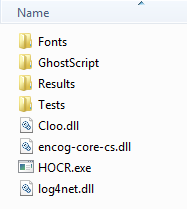 Name
Fonts
GhostScript
Results
Tests
Cloo.dll
encog-core-cs.dll
HOCR.exe
log4net.dll